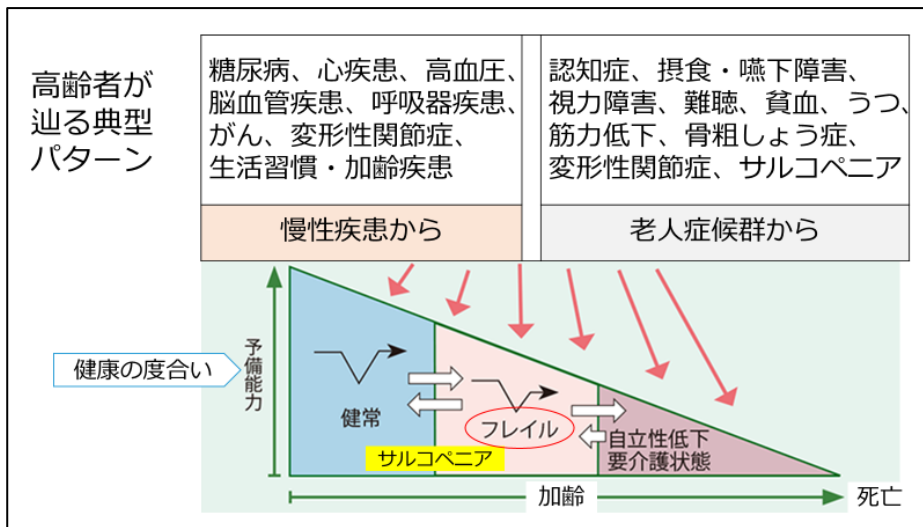 高齢者が
辿る典型
パターン
糖尿病、心疾患、高血圧、
脳血管疾患、呼吸器疾患、
がん、変形性関節症、
生活習慣・加齢疾患
慢性疾患から
認知症、摂食・嚥下障害、
視力障害、難聴、貧血、うつ、
筋力低下、骨粗しょう症、
変形性関節症、サルコペニア
老人症候群から
健康の度合い
予備能力
健常
フレイル
サルコペニア
自立性低下
要介護状態
加齢
死亡